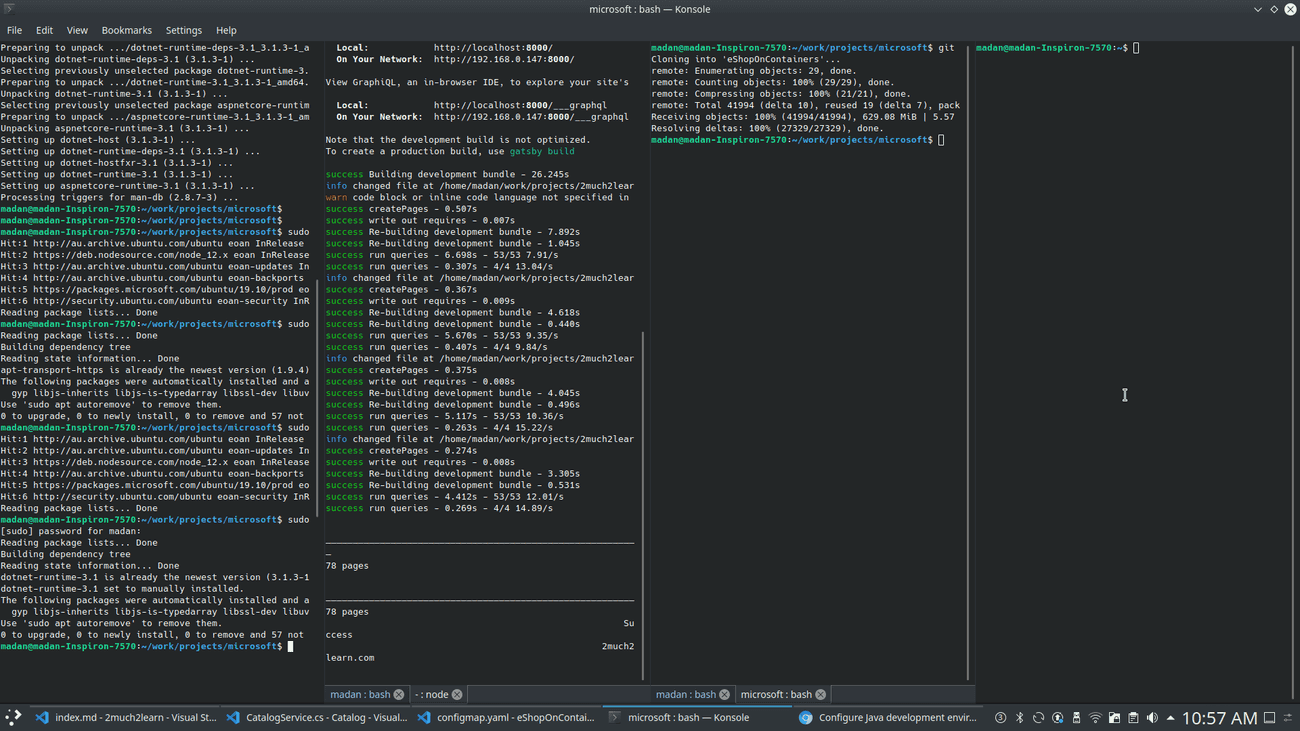 microsoft : bash — Konsole
File Edit View Bookmarks Settings Help
Preparing to unpack .../dotnet-runtime-deps-3.1_3.1.3-1_a
Unpacking dotnet-runtime-deps-3.1 (3.1.3-1) ...
Selecting previously unselected package dotnet-runtime-3.
Preparing to unpack .../dotnet-runtime-3.1_3.1.3-1_amd64.
Unpacking dotnet-runtime-3.1 (3.1.3-1) ...
Selecting previously unselected package aspnetcore-runtim
Preparing to unpack .../aspnetcore-runtime-3.1_3.1.3-1_am
Unpacking aspnetcore-runtime-3.1 (3.1.3-1) ...
Setting up dotnet-host (3.1.3-1) ...
Setting up dotnet-runtime-deps-3.1 (3.1.3-1) ...
Setting up dotnet-hostfxr-3.1 (3.1.3-1) ...
Setting up dotnet-runtime-3.1 (3.1.3-1) ...
Setting up aspnetcore-runtime-3.1 (3.1.3-1) ...
Processing triggers for man-db (2.8.7-3) ...
madan@madan-Inspiron-7570:~/work/projects/microsoft$
madan@madan-Inspiron-7570:~/work/projects/microsoft$
madan@madan-Inspiron-7570:~/work/projects/microsoft$ sudo
Hit:1 http://au.archive.ubuntu.com/ubuntu eoan InRelease
Hit:2 https://deb.nodesource.com/node_12.x eoan InRelease
Hit:3 http://au.archive.ubuntu.com/ubuntu eoan-updates In
Hit:4 http://au.archive.ubuntu.com/ubuntu eoan-backports
Hit:5 https://packages.microsoft.com/ubuntu/19.10/prod eo
Hit:6 http://security.ubuntu.com/ubuntu eoan-security InR
Reading package lists... Done
madan@madan-Inspiron-7570:~/work/projects/microsoft$ sudo
Reading package lists... Done
Building dependency tree
Reading state information... Done
apt-transport-https is already the newest version (1.9.4)
The following packages were automatically installed and a
gyp libjs-inherits libjs-is-typedarray libssl-dev libuv
Use 'sudo apt autoremove' to remove them.
0 to upgrade, 0 to newly install, 0 to remove and 57 not
madan@madan-Inspiron-7570:~/work/projects/microsoft$ sudo
Hit:1 http://au.archive.ubuntu.com/ubuntu eoan InRelease
Hit:2 http://au.archive.ubuntu.com/ubuntu eoan-updates In
Hit:3 https://deb.nodesource.com/node_12.x eoan InRelease
Hit:4 http://au.archive.ubuntu.com/ubuntu eoan-backports
Hit:5 https://packages.microsoft.com/ubuntu/19.10/prod eo
Hit:6 http://security.ubuntu.com/ubuntu eoan-security InR
Reading package lists... Done
madan@madan-Inspiron-7570:~/work/projects/microsoft$ sudo
[sudo] password for madan:
Reading package lists... Done
Building dependency tree
Reading state information... Done
dotnet-runtime-3.1 is already the newest version (3.1.3-1
dotnet-runtime-3.1 set to manually installed.
The following packages were automatically installed and a
gyp libjs-inherits libjs-is-typedarray libssl-dev libuv
Use 'sudo apt autoremove' to remove them.
0 to upgrade, 0 to newly install, 0 to remove and 57 not
madan@madan-Inspiron-7570:~/work/projects/microsoft$
Local: http://localhost:8000/
On Your Network: http://192.168.0.147:8000/
View GraphiQL, an in-browser IDE, to explore your site's
Local: http://localhost:8000/___graphql
On Your Network: http://192.168.0.147:8000/___graphql
Note that the development build is not optimized.
To create a production build, use gatsby build
success Building development bundle - 26.245s
info changed file at /home/madan/work/projects/2much2lear
warn code block or inline code language not specified in
success createPages - 0.507s
success write out requires - 0.007s
success Re-building development bundle - 7.892s
success Re-building development bundle - 1.045s
success run queries - 6.698s - 53/53 7.91/s
success run queries - 0.307s - 4/4 13.04/s
info changed file at /home/madan/work/projects/2much2lear
success createPages - 0.367s
success write out requires - 0.009s
success Re-building development bundle - 4.618s
success Re-building development bundle - 0.440s
success run queries - 5.670s - 53/53 9.35/s
success run queries - 0.407s - 4/4 9.84/s
info changed file at /home/madan/work/projects/2much2lear
success createPages - 0.375s
success write out requires - 0.008s
success Re-building development bundle - 4.045s
success Re-building development bundle - 0.496s
success run queries - 5.117s - 53/53 10.36/s
success run queries - 0.263s - 4/4 15.22/s
info changed file at /home/madan/work/projects/2much2lear
success createPages - 0.274s
success write out requires - 0.008s
success Re-building development bundle - 3.305s
success Re-building development bundle - 0.531s
success run queries - 4.412s - 53/53 12.01/s
success run queries - 0.269s - 4/4 14.89/s
78 pages
78 pages
Su
ccess
2much2
learn.com
madan : bash - : node
madan@madan-Inspiron-7570:~/work/projects/microsoft$ git
Cloning into 'eShopOnContainers'...
remote: Enumerating objects: 29, done.
remote: Counting objects: 100% (29/29), done.
remote: Compressing objects: 100% (21/21), done.
remote: Total 41994 (delta 10), reused 19 (delta 7), pack
Receiving objects: 100% (41994/41994), 629.08 MiB | 5.57
Resolving deltas: 100% (27329/27329), done.
madan@madan-Inspiron-7570:~/work/projects/microsoft$
madan : bash microsoft : bash
madan@madan-Inspiron-7570:~$
index.md - 2much2learn - Visual St... CatalogService.cs - Catalog - Visual... configmap.yaml - eShopOnContai... microsoft : bash — Konsole Configure Java development envir... 3 10:57 AM